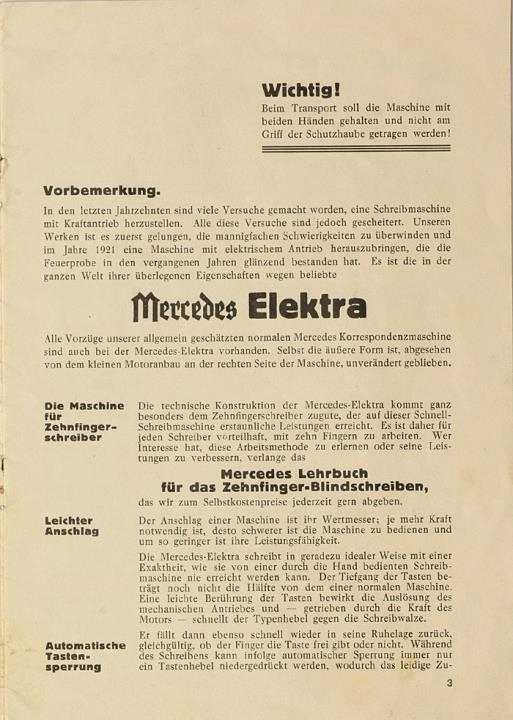 Wichtig!
Beim Transport soll die Maschine mit
beiden Händen gehalten und nicht am
Griff der Schutzhaube getragen werden!
Vorbemerkung.
In den letzten Jahrzehnten sind viele Versuche gemacht worden, eine Schreibmaschine
mit Kraftantrieb herzustellen. Alle diese Versuche sind jedoch gescheitert. Unseren
Werken ist es zuerst gelungen, die mannigfachen Schwierigkeiten zu überwinden und
im Jahre 1921 eine Maschine mit elektrischem Antrieb herauszubringen, die die
Feuerprobe in den vergangenen Jahren glänzend bestanden hat. Es ist die in der
ganzen Welt ihrer überlegenen Eigenschaften wegen beliebte
Mercedes Elektra
Alle Vorzüge unserer allgemein geschätzten normalen Mercedes Korrespondenzmaschine
sind auch bei der Mercedes-Elektra vorhanden. Selbst die äußere Form ist, abgesehen
von dem kleinen Motoranbau an der rechten Seite der Maschine, unverändert geblieben.
Die Maschine
für
Zehnfinger-
schreiber
Die technische Konstruktion der Mercedes-Elektra kommt ganz
besonders dem Zehnfingerschreiber zugute, der auf dieser Schnell-
Schreibmaschine erstaunliche Leistungen erreicht. Es ist daher für
jeden Schreiber vorteilhaft, mit zehn Fingern zu arbeiten. Wer
Interesse hat, diese Arbeitsmethode zu erlernen oder seine Leis-
tungen zu verbessern, verlange das
Mercedes Lehrbuch
für das Zehnfinger-Blindschreiben,
das wir zum Selbstkostenpreise jederzeit gern abgeben.
Leichter
Anschlag
Der Anschlag einer Maschine ist ihr Wertmesser; je mehr Kraft
notwendig ist, desto schwerer ist die Maschine zu bedienen und
um so geringer ist ihre Leistungsfähigkeit.
Die Mercedes-Elektra schreibt in geradezu idealer Weise mit einer
Exaktheit, wie sie von einer durch die Hand bedienten Schreib-
maschine nie erreicht werden kann. Der Tiefgang der Tasten be-
trägt noch nicht die Hälfte von dem einer normalen Maschine.
Eine leichte Berührung der Tasten bewirkt die Auslösung des
mechanischen Antriebes und — getrieben durch die Kraft des
Motors — schnellt der Typenhebel gegen die Schreibwalze.
Automatische
Tasten-
sperrung
Er fällt dann ebenso schnell wieder in seine Ruhelage zurück,
gleichgültig, ob der Finger die Taste frei gibt oder nicht. Während
des Schreibens kann infolge automatischer Sperrung immer nur
ein Tastenhebel niedergedrückt werden, wodurch das leidige Zu-
3